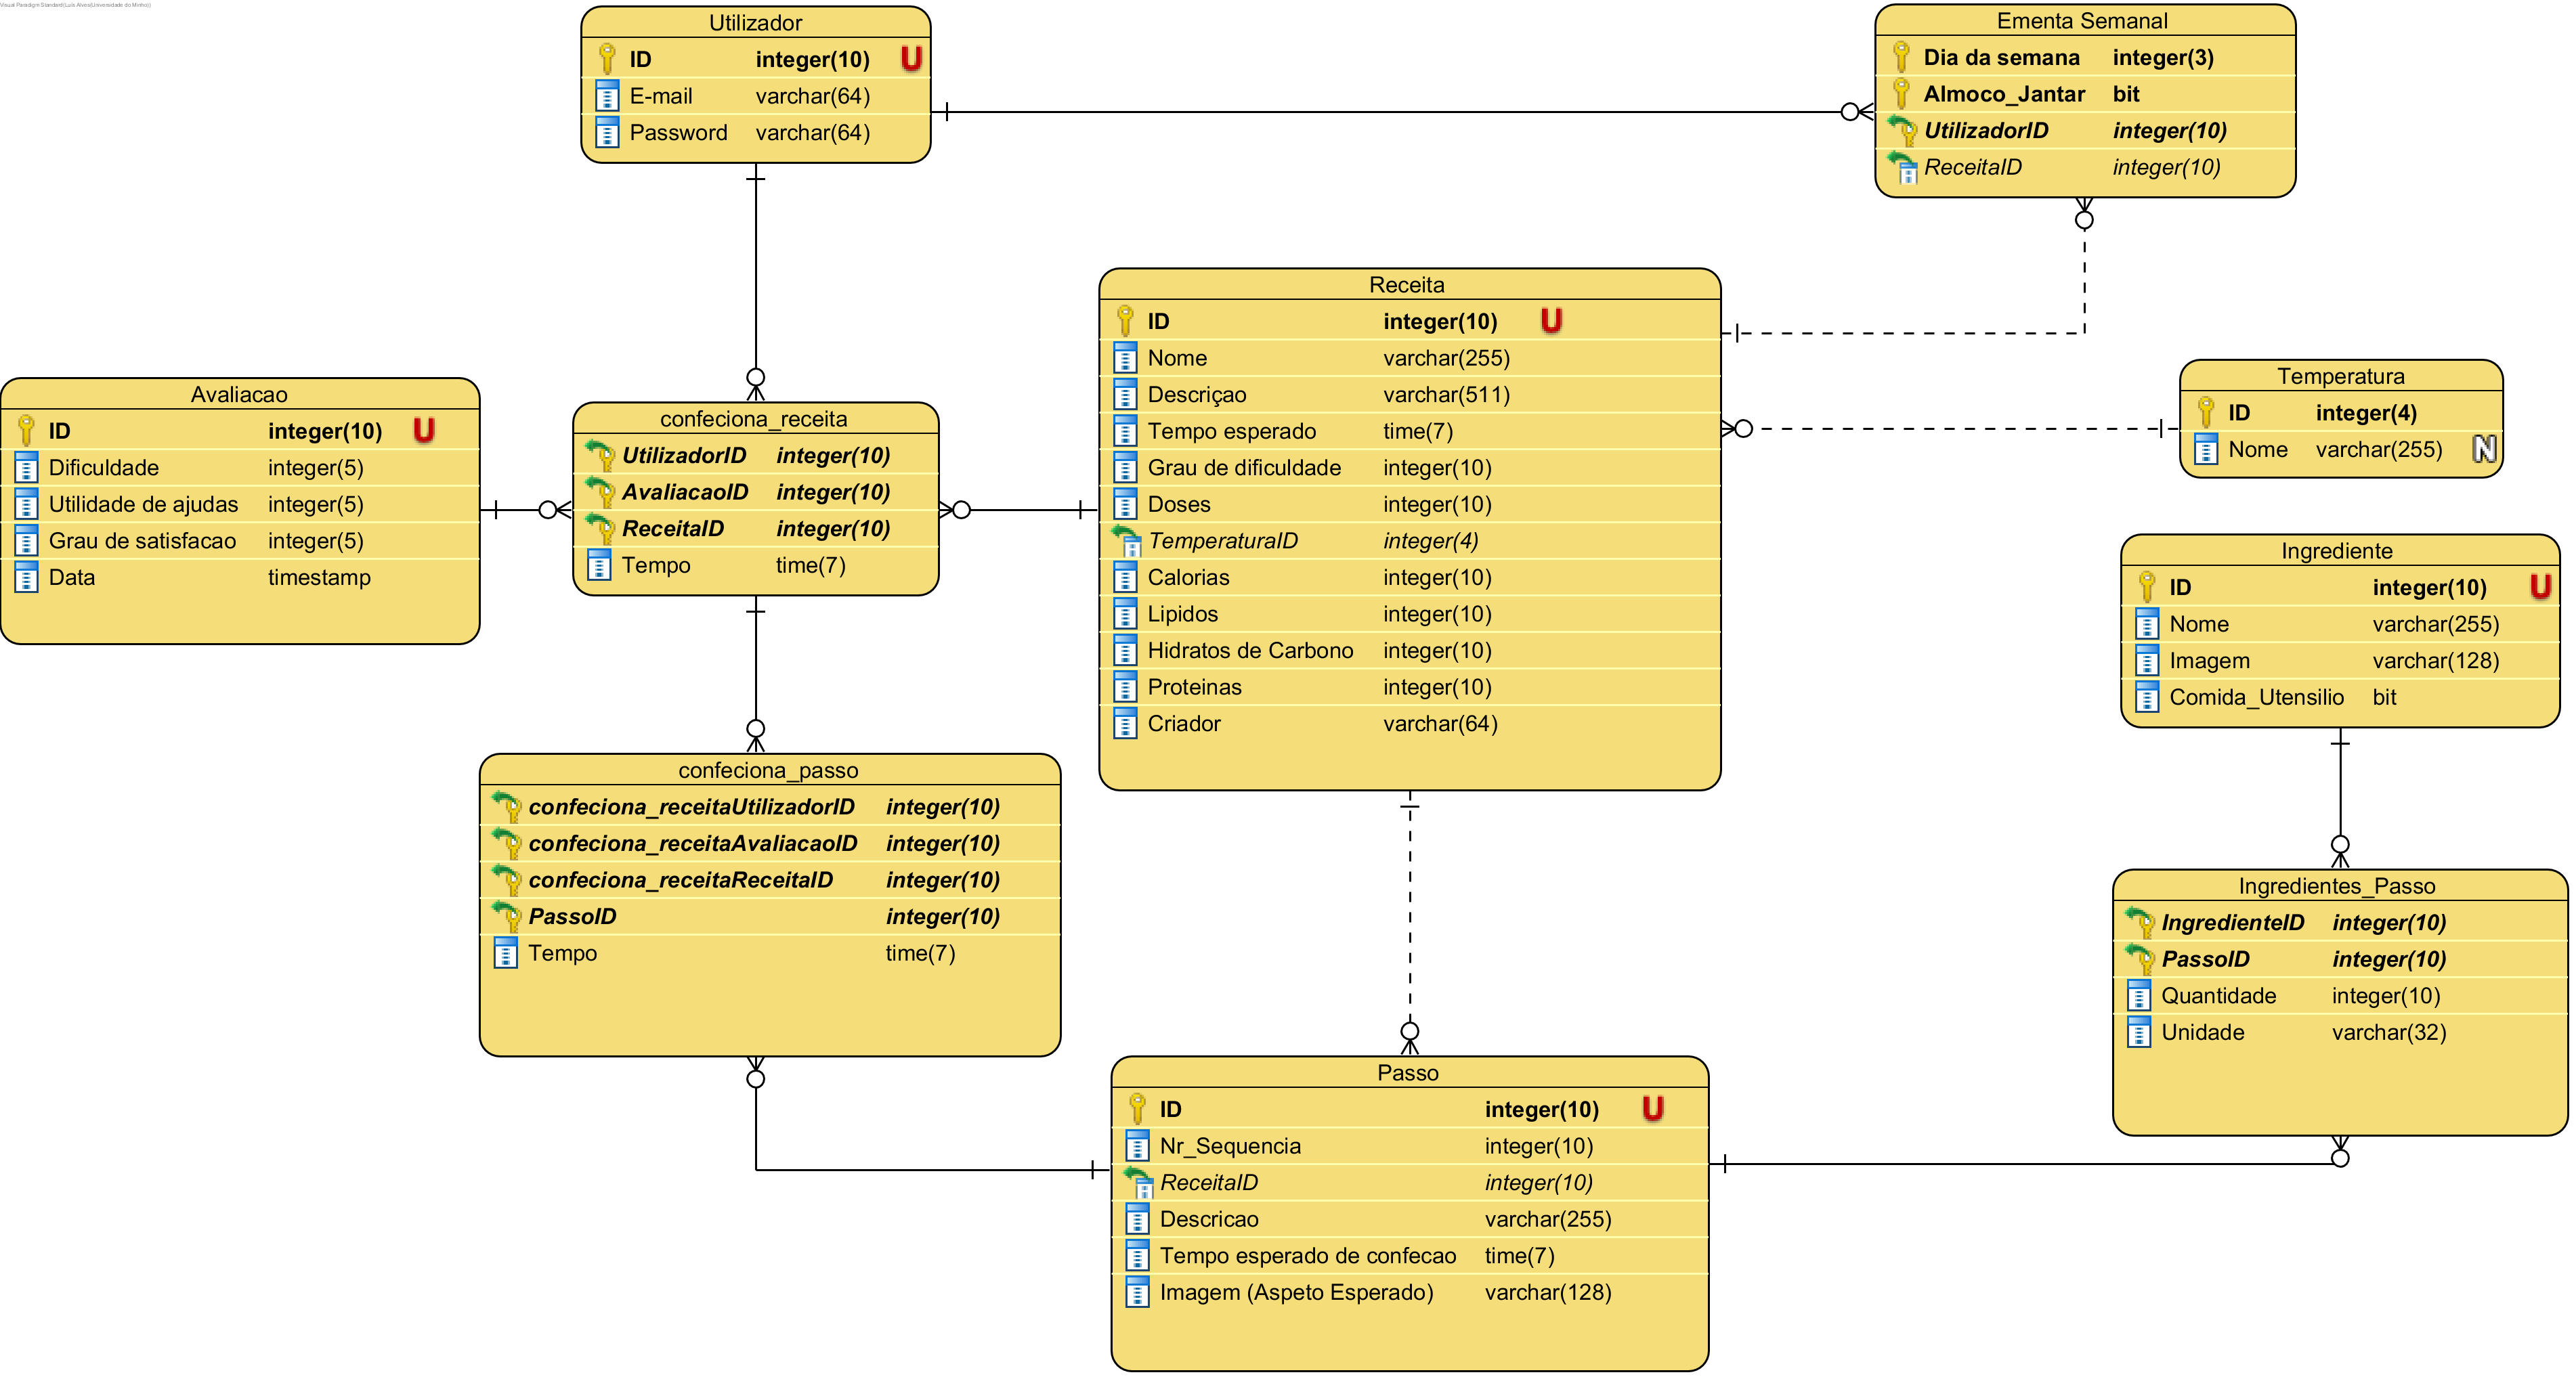 Visual Paradigm Standard(Luis Alves(Universidade do Minho))
Utilizador
ID integer(10) U
E-mail varchar(64)
Password varchar(64)
Ementa Semanal
Dia da semana integer(3)
Almoco_Jantar bit
UtilizadorID integer(10)
ReceitaID integer(10)
Receita
ID integer(10) U
Nome varchar(255)
Descriçao varchar(511)
Tempo esperado time(7)
Grau de dificuldade integer(10)
Doses integer(10)
TemperaturaID integer(4)
Calorias integer(10)
Lipidos integer(10)
Hidratos de Carbono integer(10)
Proteinas integer(10)
Criador varchar(64)
Temperatura
ID integer(4)
Nome varchar(255) N
Avaliacao
ID integer(10) U
Dificuldade integer(5)
Utilidade de ajudas integer(5)
Grau de satisfacao integer(5)
Data timestamp
confeciona_receita
UtilizadorID integer(10)
AvaliacaoID integer(10)
ReceitaID integer(10)
Tempo time(7)
Ingrediente
ID integer(10) U
Nome varchar(255)
Imagem varchar(128)
Comida_Utensilio bit
confeciona_passo
confeciona_receitaUtilizadorID integer(10)
confeciona_receitaAvaliacaoID integer(10)
confeciona_receitaReceitaID integer(10)
PassoID integer(10)
Tempo time(7)
Ingredientes_Passo
IngredienteID integer(10)
PassoID integer(10)
Quantidade integer(10)
Unidade varchar(32)
Passo
ID integer(10) U
Nr_Sequencia integer(10)
ReceitaID integer(10)
Descricao varchar(255)
Tempo esperado de confecao time(7)
Imagem (Aspeto Esperado) varchar(128)